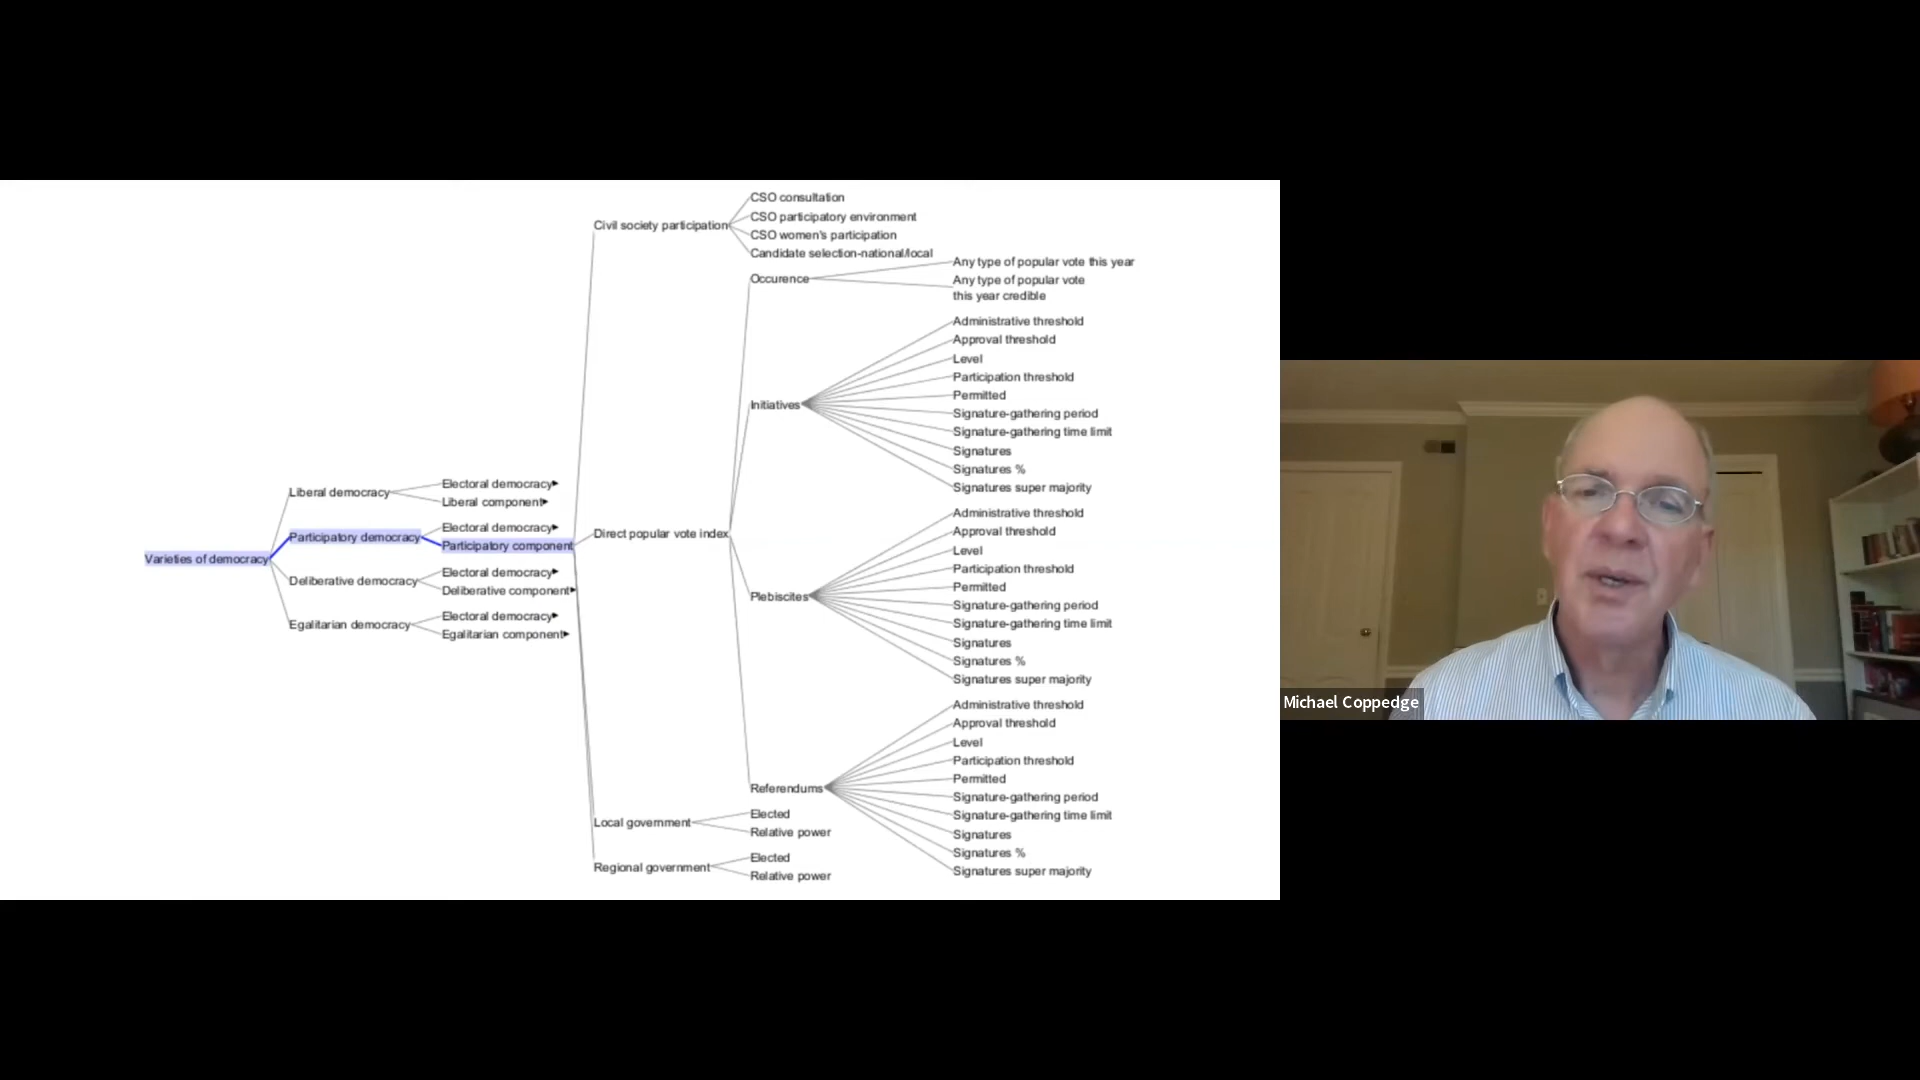 CSO consultation
CSO participatory environment
Civil society participation
CSO women's participation
Candidate selection-national/local
Any type of popular vote this year
Occurence
Any type of popular vote
this year credible
Administrative threshold
Approval threshold
Level
Participation threshold
Permitted
Initiatives
Signature-gathering period
Signature-gathering time limit
Signatures
Signatures %
Signatures super majority
Liberal democracy
Electoral democracy
Liberal component
Electoral democracy
Participatory democracy
Participatory component
Varieties of democracy
Deliberative democracy
Electoral democracy
Deliberative component
Egalitarian democracy
Electoral democracy
Egalitarian component
Direct popular vote index
Administrative threshold
Approval threshold
Level
Participation threshold
Permitted
Plebiscites
Signature-gathering period
Signature-gathering time limit
Signatures
Signatures %
Signatures super majority
Administrative threshold
Approval threshold
Level
Participation threshold
Permitted
Referendums
Signature-gathering period
Signature-gathering time limit
Signatures
Signatures %
Signatures super majority
Local government
Elected
Relative power
Regional government
Elected
Relative power
Michael Coppedge